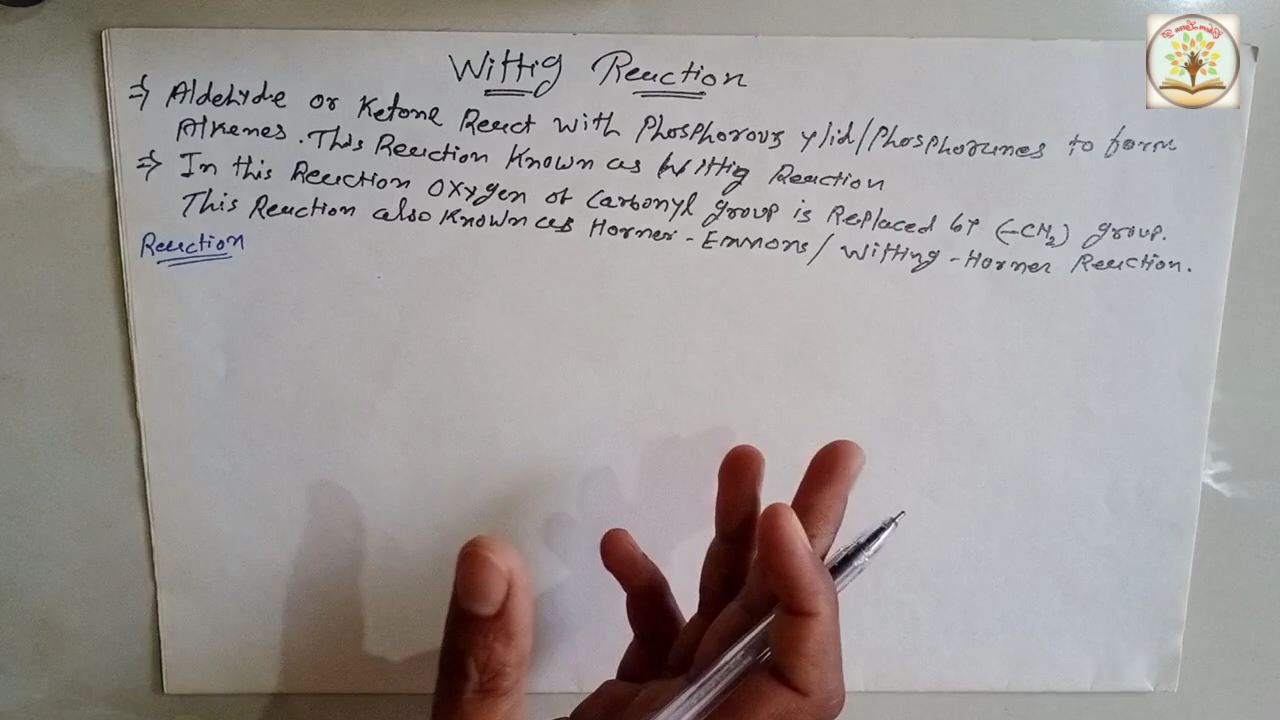 Wittig Reaction
⇒ Aldehyde or Ketone React with Phosphorous ylid/Phosphoranes to form
Alkenes. This Reaction Known as Wittig Reaction
⇒ In this Reaction Oxygen of Carbonyl group is Replaced by (=CH₂) group.
This Reaction also Known as Horner-Emmons/Witting-Horner Reaction.
Reaction